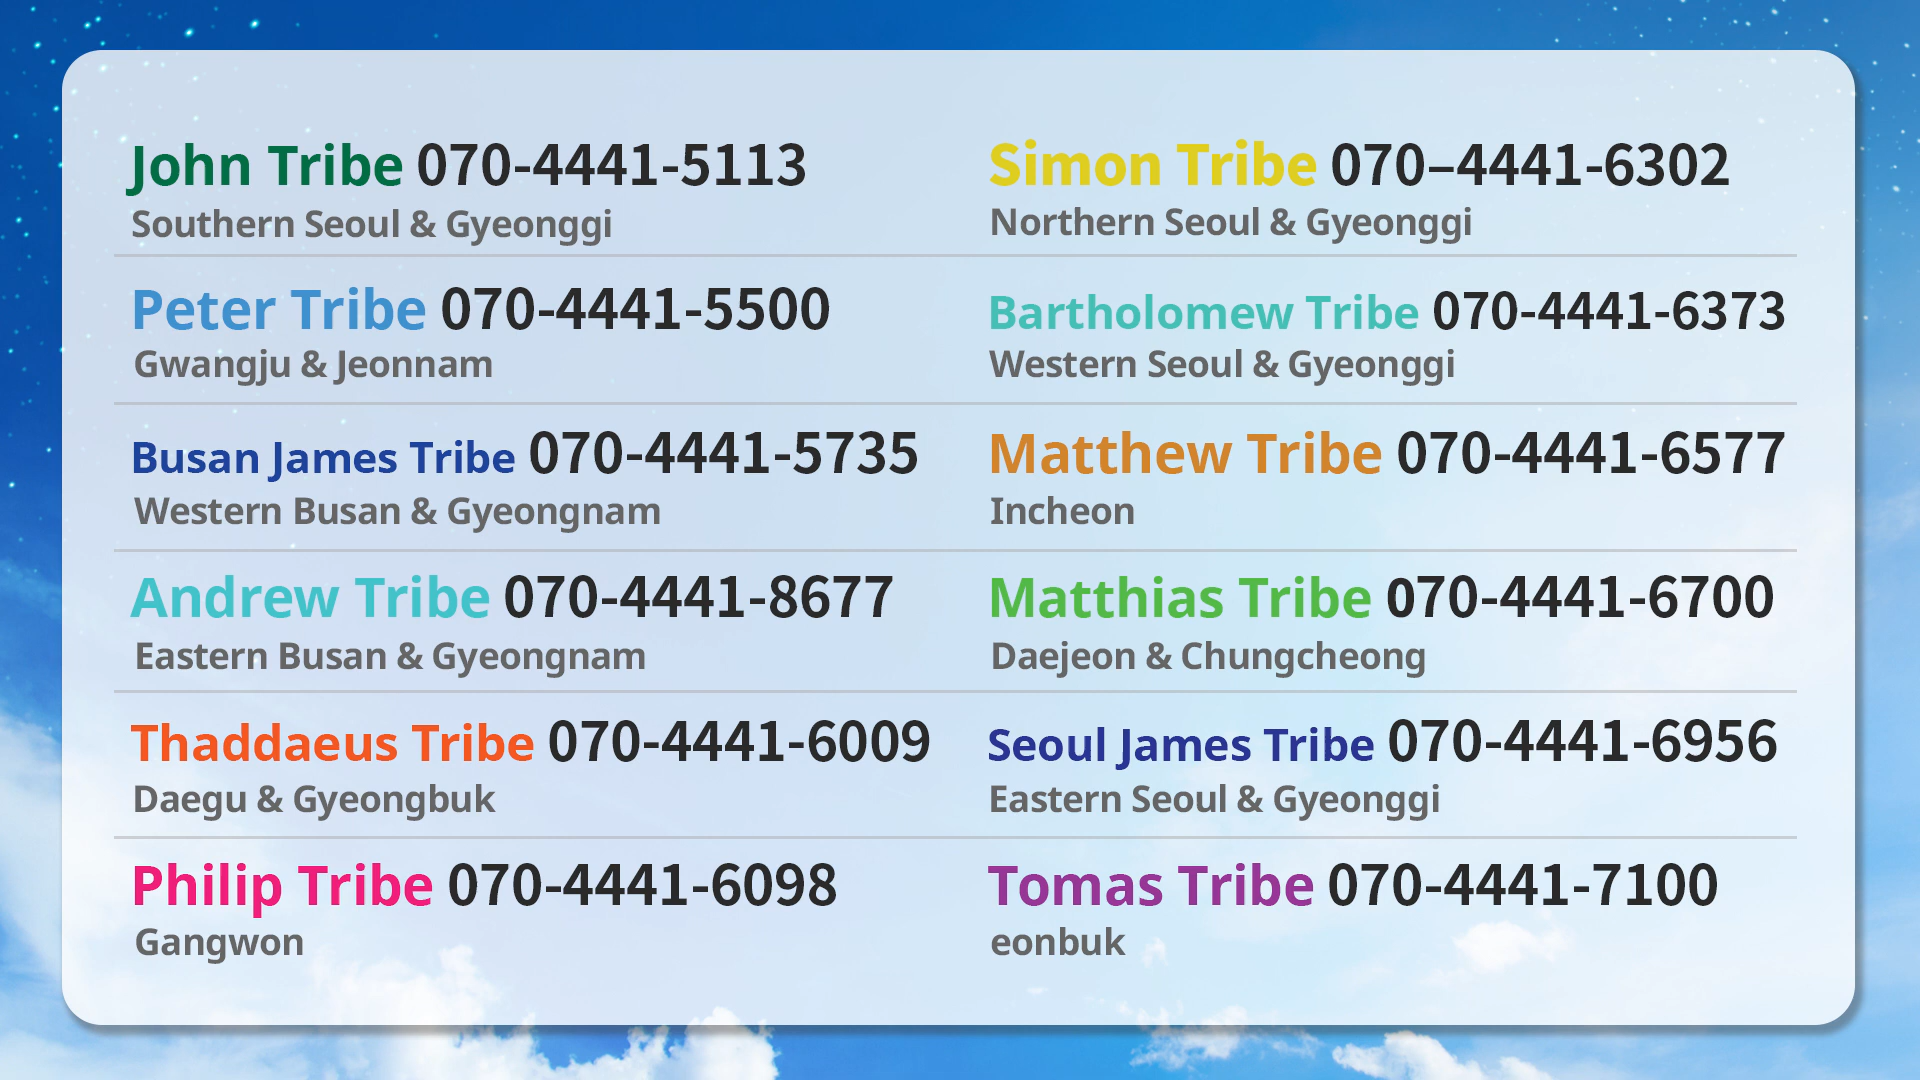 John Tribe 070-4441-5113
Southern Seoul & Gyeonggi
Simon Tribe 070–4441-6302
Northern Seoul & Gyeonggi
Peter Tribe 070-4441-5500
Gwangju & Jeonnam
Bartholomew Tribe 070-4441-6373
Western Seoul & Gyeonggi
Busan James Tribe 070-4441-5735
Western Busan & Gyeongnam
Matthew Tribe 070-4441-6577
Incheon
Andrew Tribe 070-4441-8677
Eastern Busan & Gyeongnam
Matthias Tribe 070-4441-6700
Daejeon & Chungcheong
Thaddaeus Tribe 070-4441-6009
Daegu & Gyeongbuk
Seoul James Tribe 070-4441-6956
Eastern Seoul & Gyeonggi
Philip Tribe 070-4441-6098
Gangwon
Tomas Tribe 070-4441-7100
eonbuk